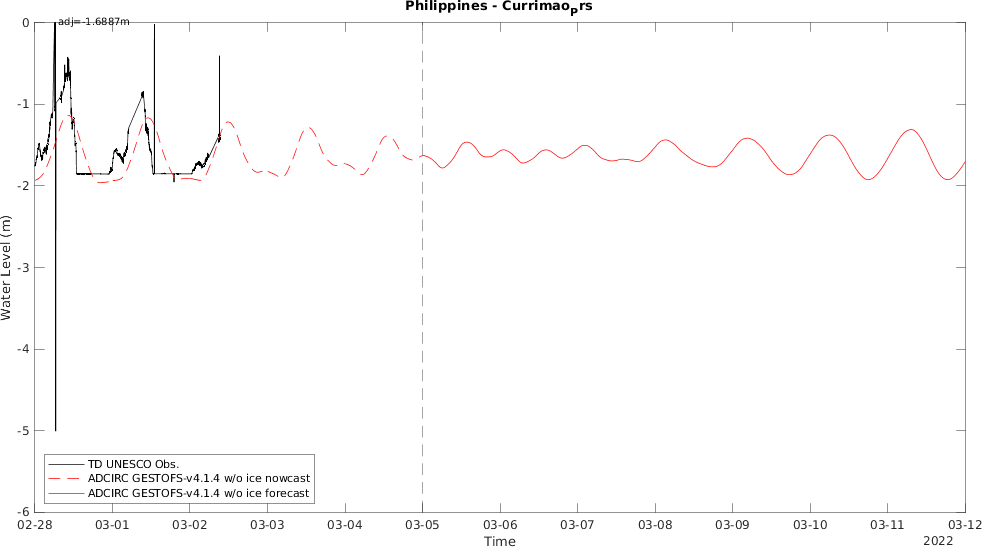 Philippines - Currimaoprs
adj=-1.6887m
0
-1
-2
-3
-4
-5
-6
Water Level (m)
TD UNESCO Obs.
ADCIRC GESTOFS-v4.1.4 w/o ice nowcast
ADCIRC GESTOFS-v4.1.4 w/o ice forecast
02-28 03-01 03-02 03-03 03-04 03-05 03-06 03-07 03-08 03-09 03-10 03-11 03-12
Time
2022